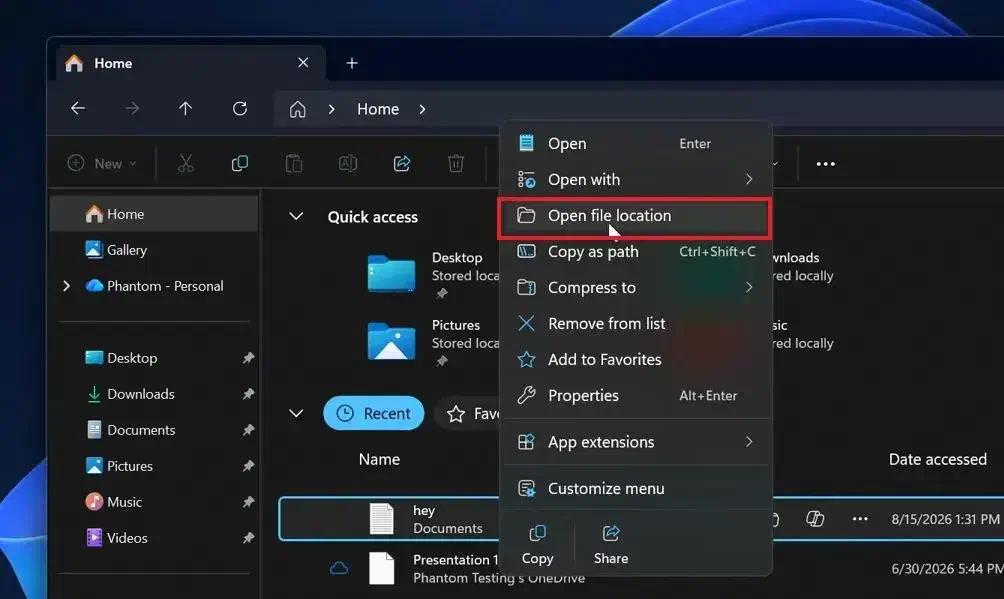 Home
Home
New
Home
Gallery
Phantom - Personal
Desktop
Downloads
Documents
Pictures
Music
Videos
Quick access
Desktop
Stored loca
Pictures
Stored loca
wnloads
red locally
sic
red locally
Recent
Favo
Name
Date accessed
hey
Documents
8/15/2026 1:31 PM
Presentation 1
Phantom Testing's OneDrive
6/30/2026 5:44 PM
Open Enter
Open with
Open file location
Copy as path Ctrl+Shift+C
Compress to
Remove from list
Add to Favorites
Properties Alt+Enter
App extensions
Customize menu
Copy Share